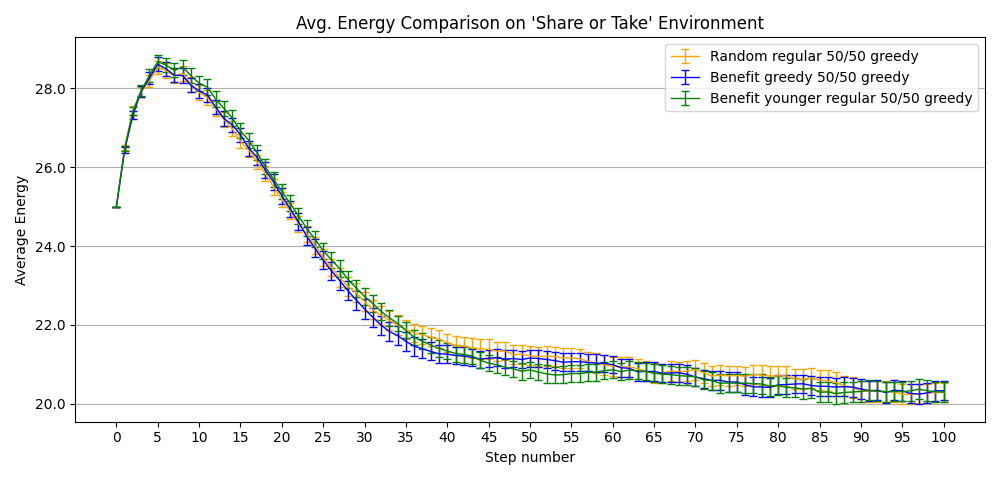 Avg. Energy Comparison on 'Share or Take' Environment
Random regular 50/50 greedy
Benefit greedy 50/50 greedy
Benefit younger regular 50/50 greedy
Average Energy
28.0
26.0
24.0
22.0
20.0
0 5 10 15 20 25 30 35 40 45 50 55 60 65 70 75 80 85 90 95 100
Step number